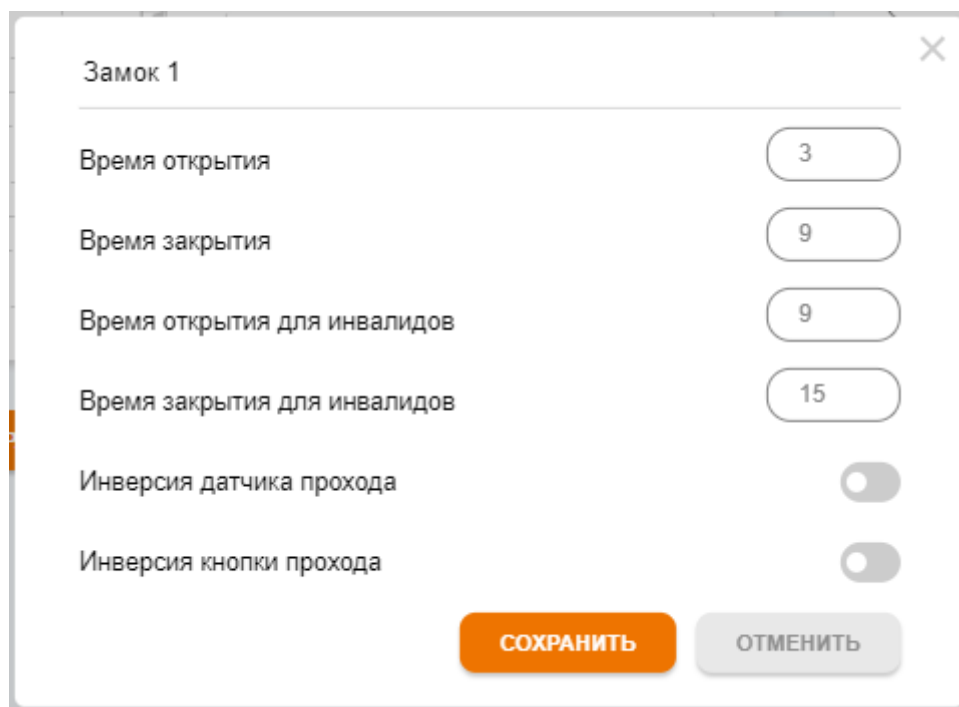 Замок 1
Время открытия 3
Время закрытия 9
Время открытия для инвалидов 9
Время закрытия для инвалидов 15
Инверсия датчика прохода
Инверсия кнопки прохода
СОХРАНИТЬ ОТМЕНИТЬ